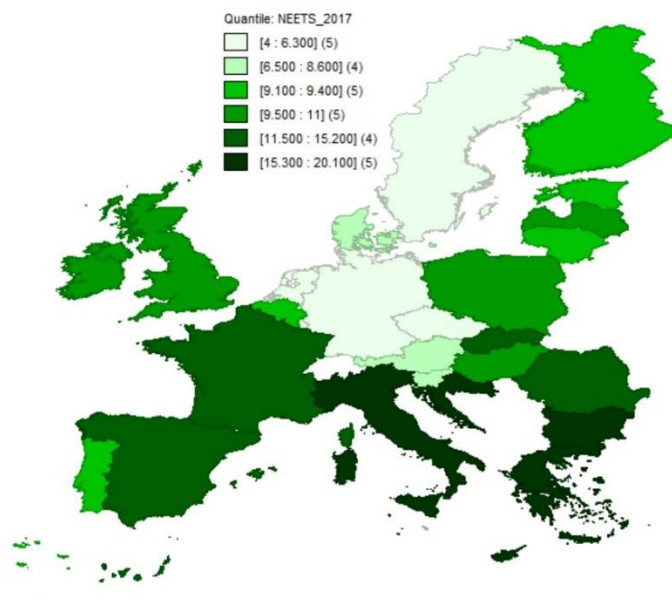 Quantile: NEETS_2017
[4 : 6.300] (5)
[6.500 : 8.600] (4)
[9.100 : 9.400] (5)
[9.500 : 11] (5)
[11.500 : 15.200] (4)
[15.300 : 20.100] (5)